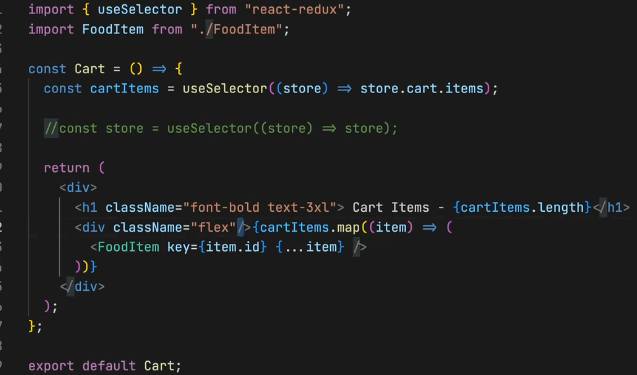 import { useSelector } from "react-redux";
import FoodItem from "./FoodItem";
const Cart = () => {
const cartItems = useSelector((store) => store.cart.items);
//const store = useSelector((store) => store);
return (
<div>
<h1 className="font-bold text-3xl"> Cart Items - {cartItems.length}</h1>
<div className="flex"/>{cartItems.map((item) => (
<FoodItem key={item.id} {...item} />
))}
</div>
);
};
export default Cart;